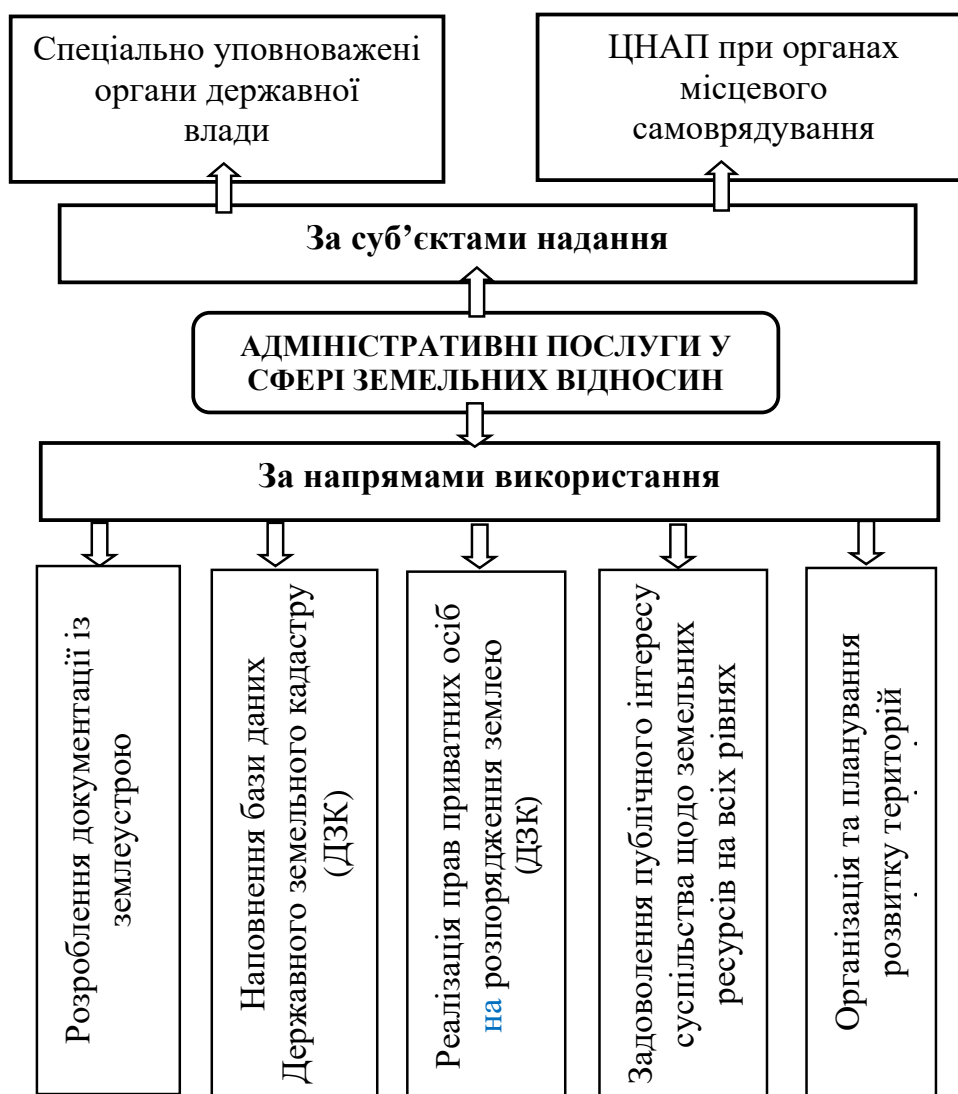 Спеціально уповноважені
органи державної
влади
ЦНАП при органах
місцевого
самоврядування
За суб’єктами надання
АДМІНІСТРАТИВНІ ПОСЛУГИ У
СФЕРІ ЗЕМЕЛЬНИХ ВІДНОСИН
За напрямами використання
Розроблення документації із
землеустрою
Наповнення бази даних
Державного земельного кадастру
(ДЗК)
Реалізація прав приватних осіб
на розпорядження землею
(ДЗК)
Задоволення публічного інтересу
суспільства щодо земельних
ресурсів на всіх рівнях
Організація та планування
розвитку територій